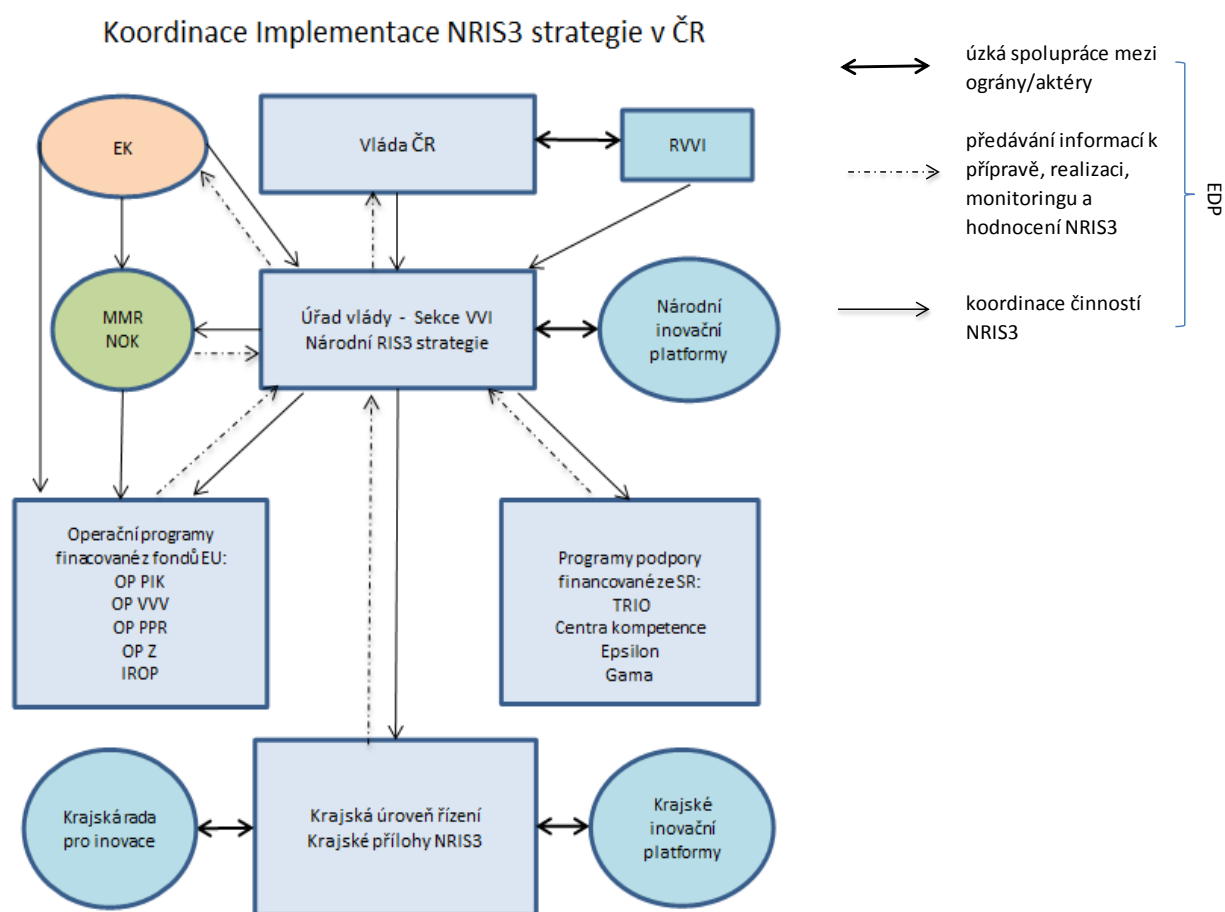 Koordinace Implementace NRIS3 strategie v ČR
úzká spolupráce mezi
ográny/aktéry
předávání informací k
přípravě, realizaci,
monitoringu a
hodnocení NRIS3
koordinace činností
NRIS3
EDP
EK
Vláda ČR
RVVI
MMR
NOK
Úřad vlády - Sekce VVI
Národní RIS3 strategie
Národní
inovační
platformy
Operační programy
finacované z fondů EU:
OP PIK
OP VVV
OP PPR
OP Z
IROP
Programy podpory
financované ze SR:
TRIO
Centra kompetence
Epsilon
Gama
Krajská rada
pro inovace
Krajská úroveň řízení
Krajské přílohy NRIS3
Krajské
inovační
platformy